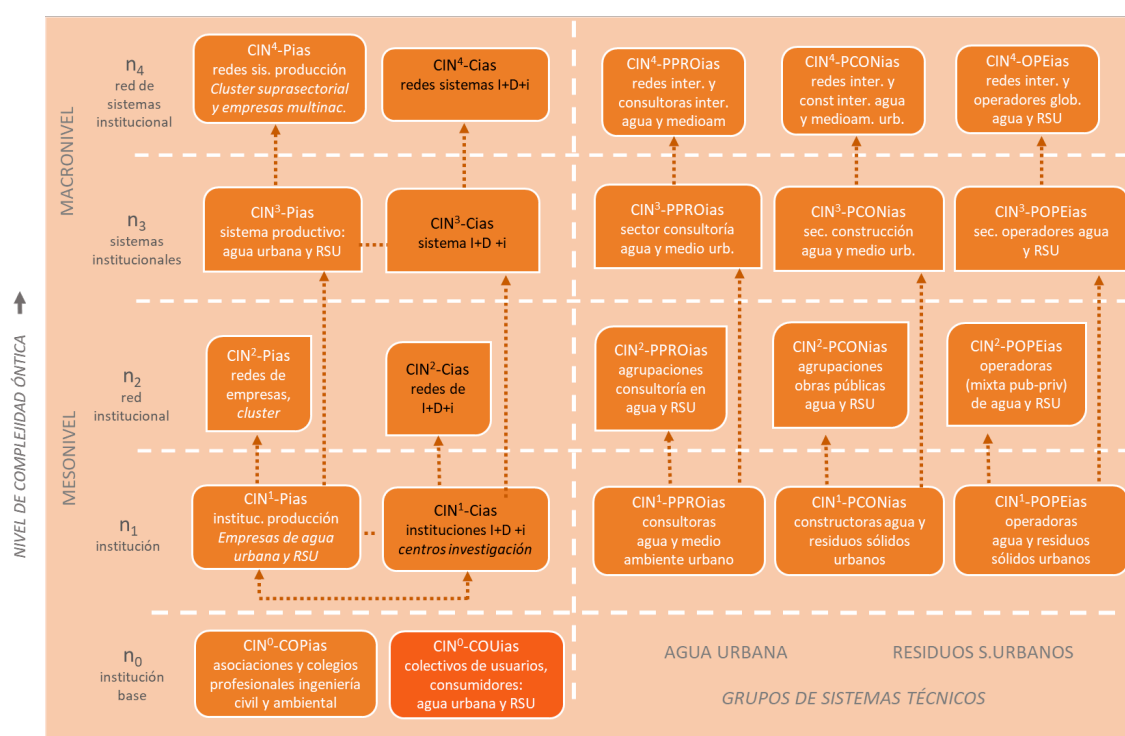 NIVEL DE COMPLEJIDAD ÓNTICA
MACRONIVEL
MESONIVEL
n4
red de
sistemas
institucional
CIN4-Pias
redes sis. producción
Cluster suprasectorial
y empresas multinac.
CIN4-Cias
redes sistemas I+D+i
CIN4-PPROias
redes inter. y
consultoras inter.
agua y medioam
CIN4-PCONias
redes inter. y
const inter. agua
y medioam. urb.
CIN4-OPEias
redes inter. y
operadores glob.
agua y RSU
n3
sistemas
institucionales
CIN3-Pias
sistema productivo:
agua urbana y RSU
CIN3-Cias
sistema I+D +i
CIN3-PPROias
sector consultoría
agua y medio urb.
CIN3-PCONias
sec. construcción
agua y medio urb.
CIN3-POPEias
sec. operadores agua
y RSU
n2
red
institucional
CIN2-Pias
redes de
empresas,
cluster
CIN2-Cias
redes de
I+D+i
CIN2-PPROias
agrupaciones
consultoría en
agua y RSU
CIN2-PCONias
agrupaciones
obras públicas
agua y RSU
CIN2-POPEias
operadoras
(mixta pub-priv)
de agua y RSU
n1
institución
CIN1-Pias
instituc. producción
Empresas de agua
urbana y RSU
CIN1-Cias
instituciones I+D +i
centros investigación
CIN1-PPROias
consultoras
agua y medio
ambiente urbano
CIN1-PCONias
constructoras agua y
residuos sólidos
urbanos
CIN1-POPEias
operadoras
agua y residuos
sólidos urbanos
n0
institución
base
CIN0-COPias
asociaciones y colegios
profesionales ingeniería
civil y ambiental
CIN0-COUias
colectivos de usuarios,
consumidores:
agua urbana y RSU
AGUA URBANA
RESIDUOS S.URBANOS
GRUPOS DE SISTEMAS TÉCNICOS